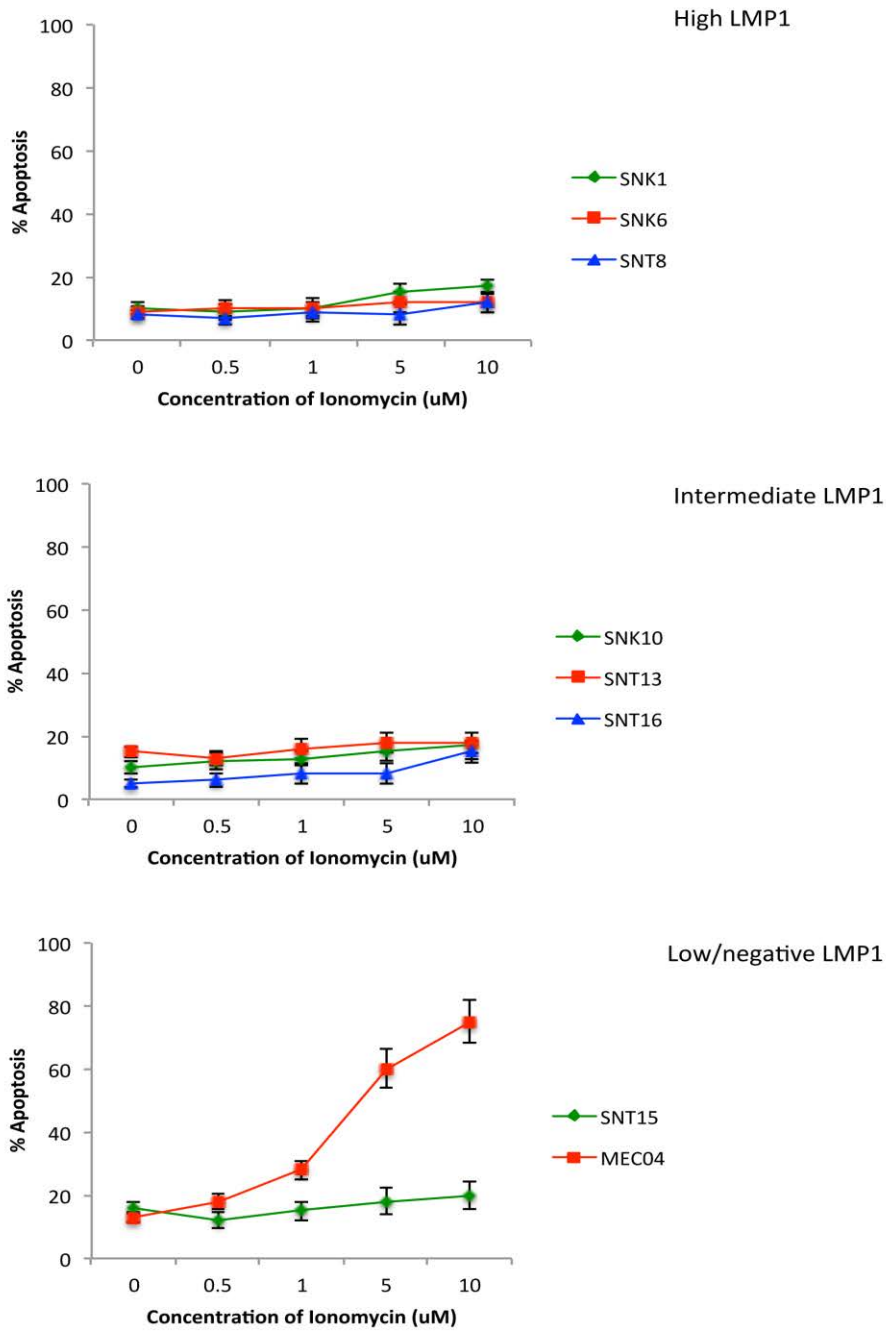 High LMP1
100
80
60
40
20
0
% Apoptosis
0 0.5 1 5 10
Concentration of Ionomycin (uM)
SNK1
SNK6
SNT8
Intermediate LMP1
100
80
60
40
20
0
% Apoptosis
0 0.5 1 5 10
Concentration of Ionomycin (uM)
SNK10
SNT13
SNT16
Low/negative LMP1
100
80
60
40
20
0
% Apoptosis
0 0.5 1 5 10
Concentration of Ionomycin (uM)
SNT15
MEC04